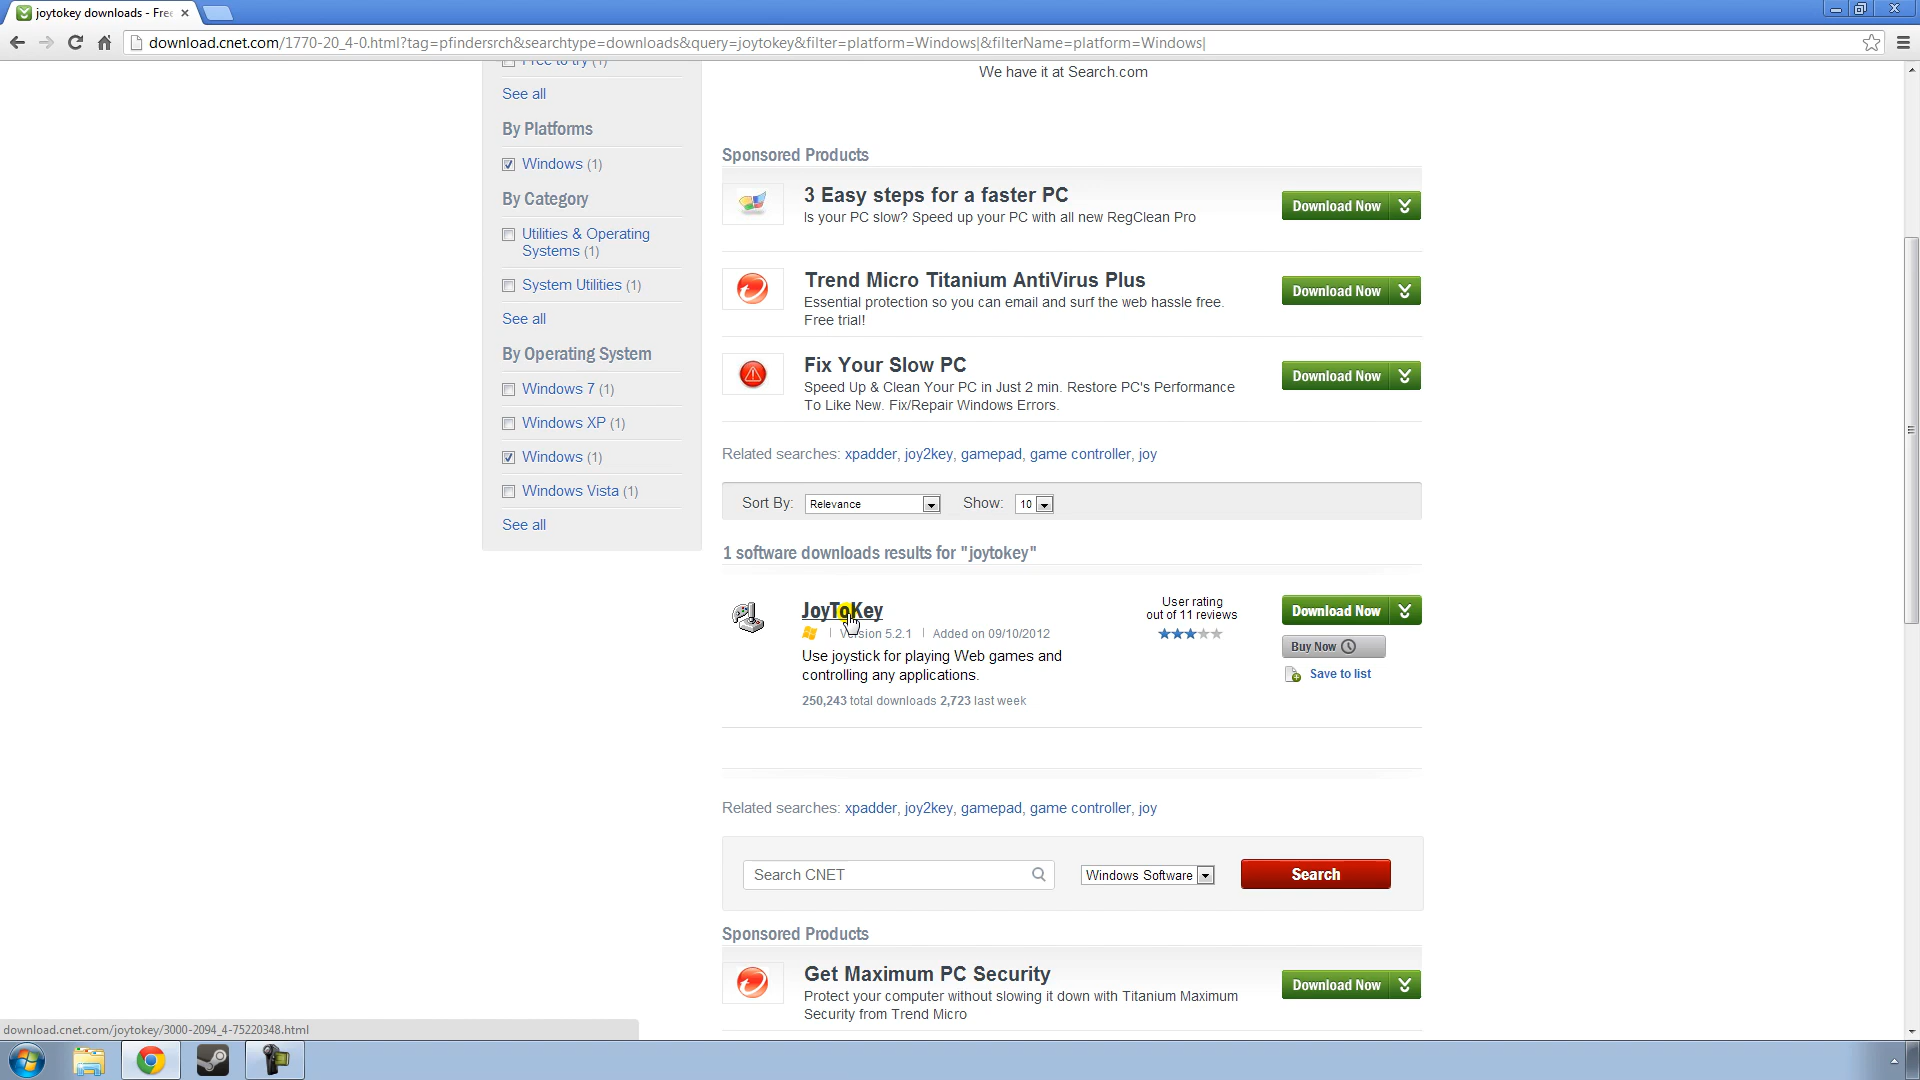 joytokey downloads - Free
download.cnet.com/1770-20_4-0.html?tag=pfindersrch&searchtype=downloads&query=joytokey&filter=platform=Windows|&filterName=platform=Windows|
Free to try (1)
See all
By Platforms
Windows (1)
By Category
Utilities & Operating
Systems (1)
System Utilities (1)
See all
By Operating System
Windows 7 (1)
Windows XP (1)
Windows (1)
Windows Vista (1)
See all
We have it at Search.com
Sponsored Products
3 Easy steps for a faster PC
Is your PC slow? Speed up your PC with all new RegClean Pro
Download Now
Trend Micro Titanium AntiVirus Plus
Essential protection so you can email and surf the web hassle free.
Free trial!
Download Now
Fix Your Slow PC
Speed Up & Clean Your PC in Just 2 min. Restore PC's Performance
To Like New. Fix/Repair Windows Errors.
Download Now
Related searches: xpadder, joy2key, gamepad, game controller, joy
Sort By: Relevance Show: 10
1 software downloads results for "joytokey"
JoyToKey
Version 5.2.1 | Added on 09/10/2012
Use joystick for playing Web games and
controlling any applications.
250,243 total downloads 2,723 last week
User rating
out of 11 reviews
Download Now
Buy Now
Save to list
Related searches: xpadder, joy2key, gamepad, game controller, joy
Search CNET Windows Software Search
Sponsored Products
Get Maximum PC Security
Protect your computer without slowing it down with Titanium Maximum
Security from Trend Micro
Download Now
download.cnet.com/joytokey/3000-2094_4-75220348.html